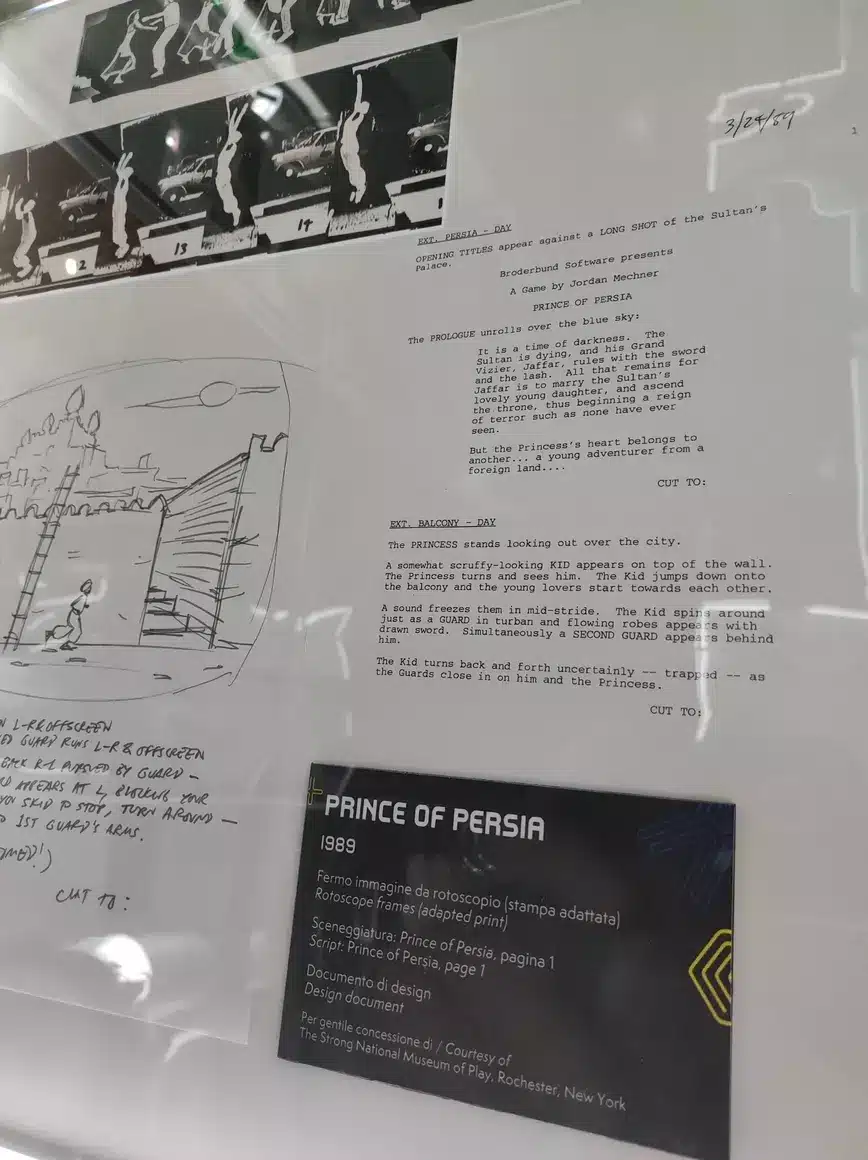 12
13
14
3/24/89
EXT. PERSIA - DAY
OPENING TITLES appear against a LONG SHOT of the Sultan's
Palace.
Broderbund Software presents
A Game by Jordan Mechner
PRINCE OF PERSIA
The PROLOGUE unrolls over the blue sky:
It is a time of darkness. The
Sultan is dying, and his Grand
Vizier, Jaffar, rules with the sword
and the lash. All that remains for
Jaffar is to marry the Sultan's
lovely young daughter, and ascend
the throne, thus beginning a reign
of terror such as none have ever
seen.
But the Princess's heart belongs to
another... a young adventurer from a
foreign land....
CUT TO:
EXT. BALCONY - DAY
The PRINCESS stands looking out over the city.
A somewhat scruffy-looking KID appears on top of the wall.
The Princess turns and sees him. The Kid jumps down onto
the balcony and the young lovers start towards each other.
A sound freezes them in mid-stride. The Kid spins around
just as a GUARD in turban and flowing robes appears with
drawn sword. Simultaneously a SECOND GUARD appears behind
him.
The Kid turns back and forth uncertainly -- trapped -- as
the Guards close in on him and the Princess.
CUT TO:
L-R & OFFSCREEN
GUARD RUNS L-R & OFFSCREEN
BACK R-L PURSUED BY GUARD —
APPEARS AT L, BLOCKING YOUR
YOU SKID TO STOP, TURN AROUND —
1ST GUARD'S ARMS.
CUT TO:
PRINCE OF PERSIA
1989
Fermo immagine da rotoscopio (stampa adattata)
Rotoscope frames (adapted print)
Sceneggiatura: Prince of Persia, pagina 1
Script: Prince of Persia, page 1
Documento di design
Design document
Per gentile concessione di / Courtesy of
The Strong National Museum of Play, Rochester, New York